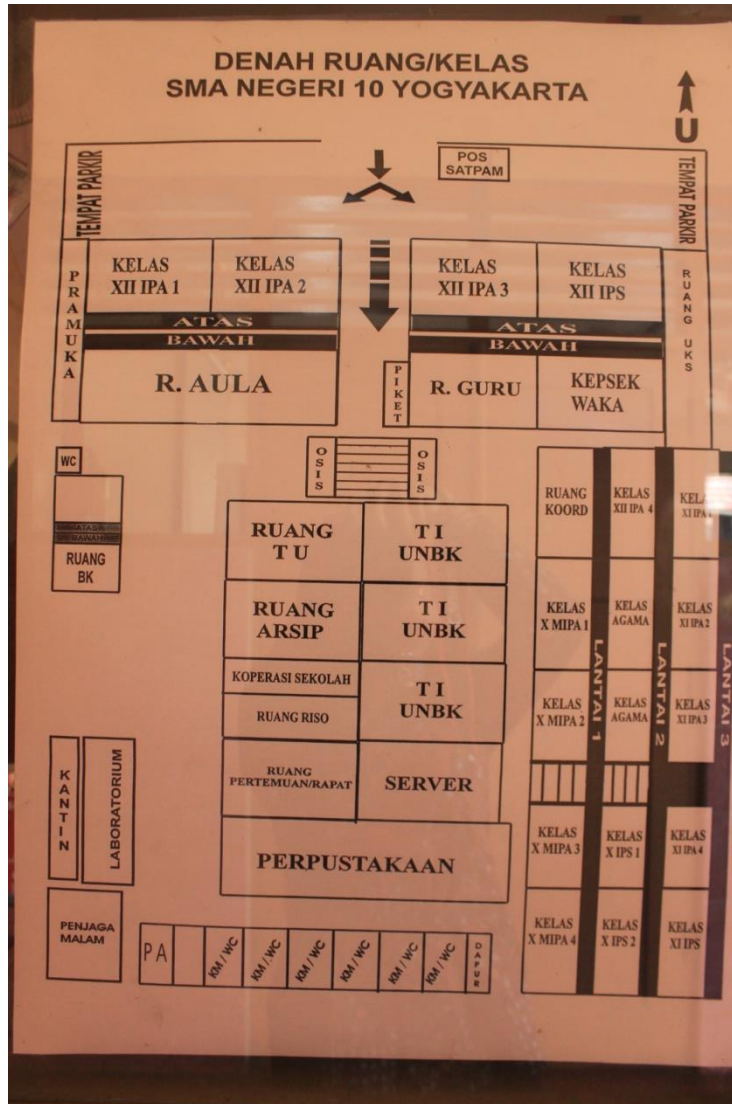 DENAH RUANG/KELAS
SMA NEGERI 10 YOGYAKARTA
U
POS
SATPAM
TEMPAT PARKIR
TEMPAT PARKIR
PRAMUKA
KELAS
XII IPA 1
KELAS
XII IPA 2
ATAS
BAWAH
R. AULA
KELAS
XII IPA 3
KELAS
XII IPS
ATAS
BAWAH
PIKET
R. GURU
KEPSEK
WAKA
RUANG UKS
WC
ATAS
BAWAH
RUANG
BK
OSIS
OSIS
RUANG
T U
T I
UNBK
RUANG
ARSIP
T I
UNBK
KOPERASI SEKOLAH
RUANG RISO
T I
UNBK
RUANG
PERTEMUAN/RAPAT
SERVER
PERPUSTAKAAN
RUANG
KOORD
KELAS
XII IPA 4
KELAS
KELAS
X MIPA 1
KELAS
AGAMA
KELAS
XI IPA 2
KELAS
X MIPA 2
KELAS
AGAMA
KELAS
XI IPA 3
LANTAI 1
LANTAI 2
LANTAI 3
KELAS
X MIPA 3
KELAS
X IPS 1
KELAS
XI IPA 4
KELAS
X MIPA 4
KELAS
X IPS 2
KELAS
XI IPS
KANTIN
LABORATORIUM
PENJAGA
MALAM
PA
KM / WC
KM / WC
KM / WC
KM / WC
KM / WC
KM / WC
DAPUR